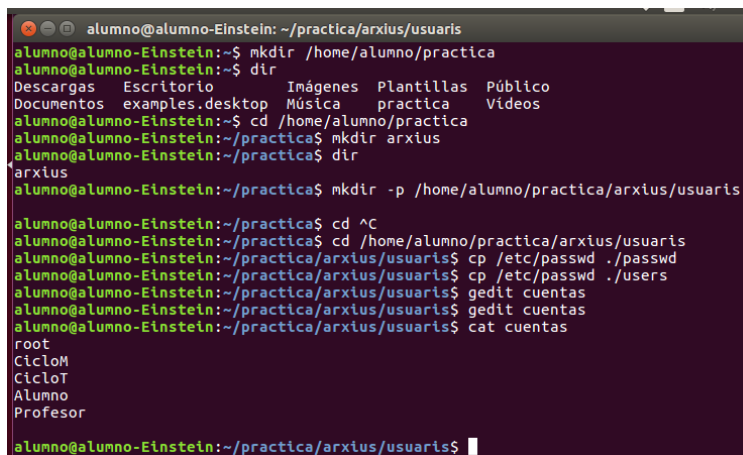 alumno@alumno-Einstein: ~/practica/arxius/usuaris
alumno@alumno-Einstein:~$ mkdir /home/alumno/practica
alumno@alumno-Einstein:~$ dir
Descargas   Escritorio        Imágenes  Plantillas  Público
Documentos  examples.desktop  Música    practica    Vídeos
alumno@alumno-Einstein:~$ cd /home/alumno/practica
alumno@alumno-Einstein:~/practica$ mkdir arxius
alumno@alumno-Einstein:~/practica$ dir
arxius
alumno@alumno-Einstein:~/practica$ mkdir -p /home/alumno/practica/arxius/usuaris
alumno@alumno-Einstein:~/practica$ cd ^C
alumno@alumno-Einstein:~/practica$ cd /home/alumno/practica/arxius/usuaris
alumno@alumno-Einstein:~/practica/arxius/usuaris$ cp /etc/passwd ./passwd
alumno@alumno-Einstein:~/practica/arxius/usuaris$ cp /etc/passwd ./users
alumno@alumno-Einstein:~/practica/arxius/usuaris$ gedit cuentas
alumno@alumno-Einstein:~/practica/arxius/usuaris$ gedit cuentas
alumno@alumno-Einstein:~/practica/arxius/usuaris$ cat cuentas
root
CicloM
CicloT
Alumno
Profesor
alumno@alumno-Einstein:~/practica/arxius/usuaris$